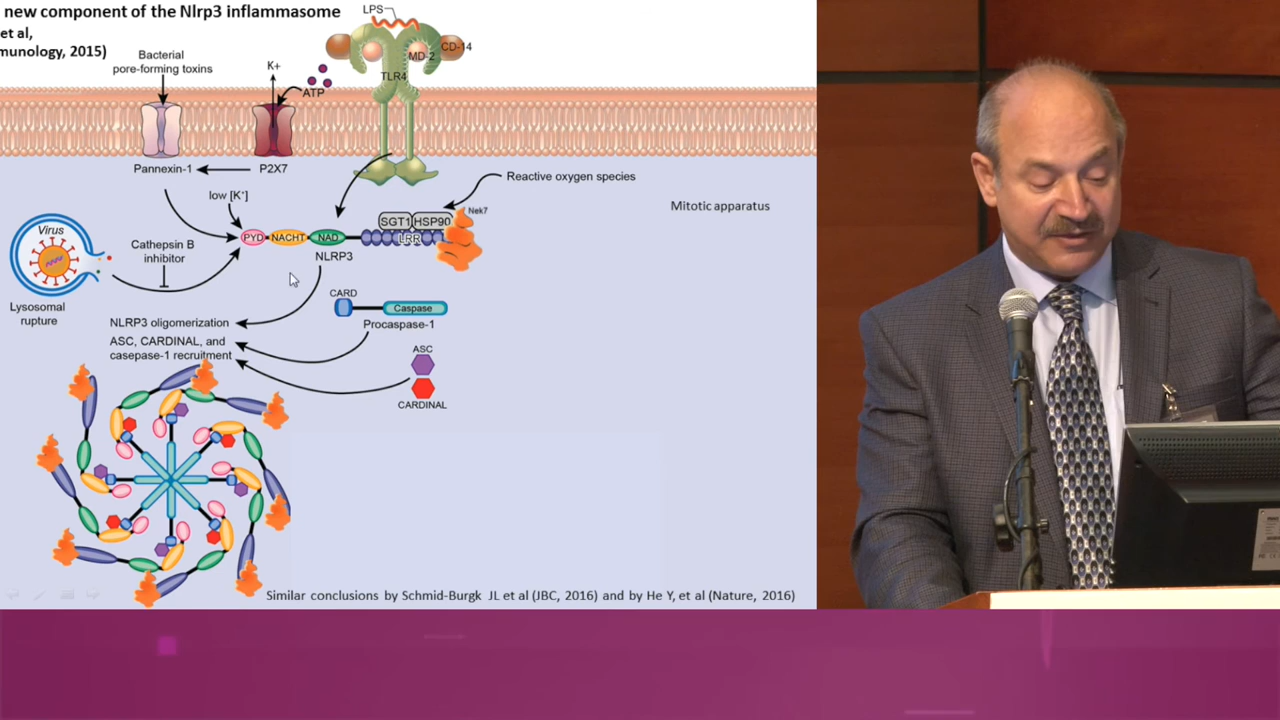 new component of the Nlrp3 inflammasome
et al,
munology, 2015)
LPS
CD-14
MD-2
TLR4
Bacterial
pore-forming toxins
K+
ATP
Pannexin-1
P2X7
Reactive oxygen species
low [K+]
SGT1
HSP90
Nek7
Mitotic apparatus
Virus
Cathepsin B
inhibitor
PYD
NACHT
NAD
LRR
NLRP3
Lysosomal
rupture
CARD
Caspase
Procaspase-1
NLRP3 oligomerization
ASC, CARDINAL, and
casepase-1 recruitment
ASC
CARDINAL
Similar conclusions by Schmid-Burgk JL et al (JBC, 2016) and by He Y, et al (Nature, 2016)